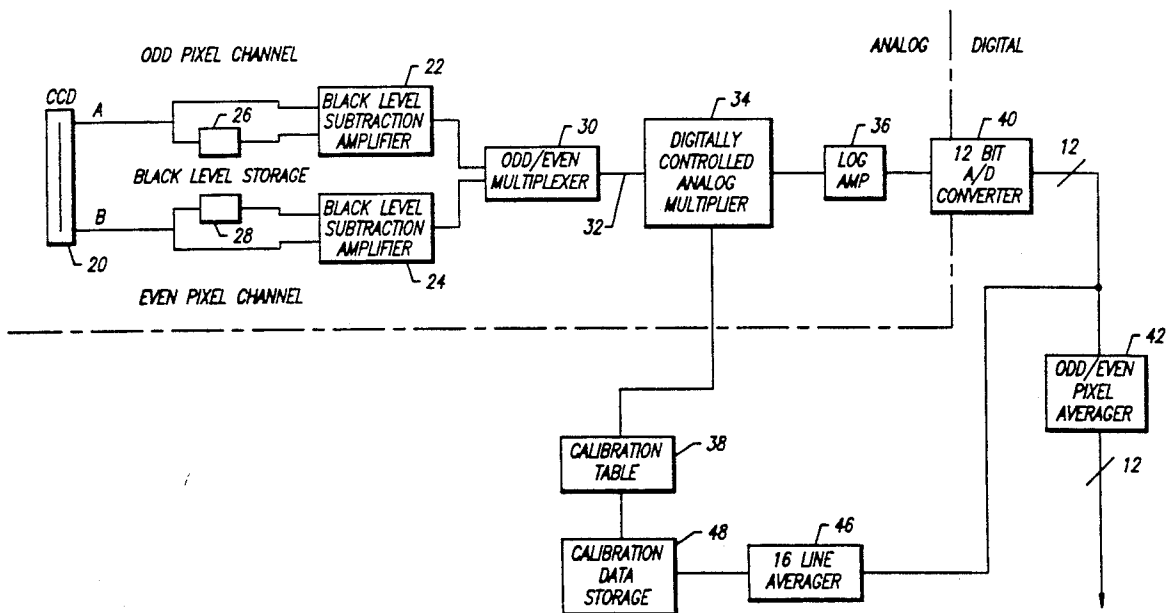 ODD PIXEL CHANNEL
ANALOG
DIGITAL
CCD
A
26
22
BLACK LEVEL
SUBTRACTION
AMPLIFIER
BLACK LEVEL STORAGE
30
ODD/EVEN
MULTIPLEXER
32
34
DIGITALLY
CONTROLLED
ANALOG
MULTIPLIER
36
LOG
AMP
40
12 BIT
A/D
CONVERTER
12
B
28
BLACK LEVEL
SUBTRACTION
AMPLIFIER
24
20
EVEN PIXEL CHANNEL
42
ODD/EVEN
PIXEL
AVERAGER
12
CALIBRATION
TABLE
38
CALIBRATION
DATA
STORAGE
48
46
16 LINE
AVERAGER